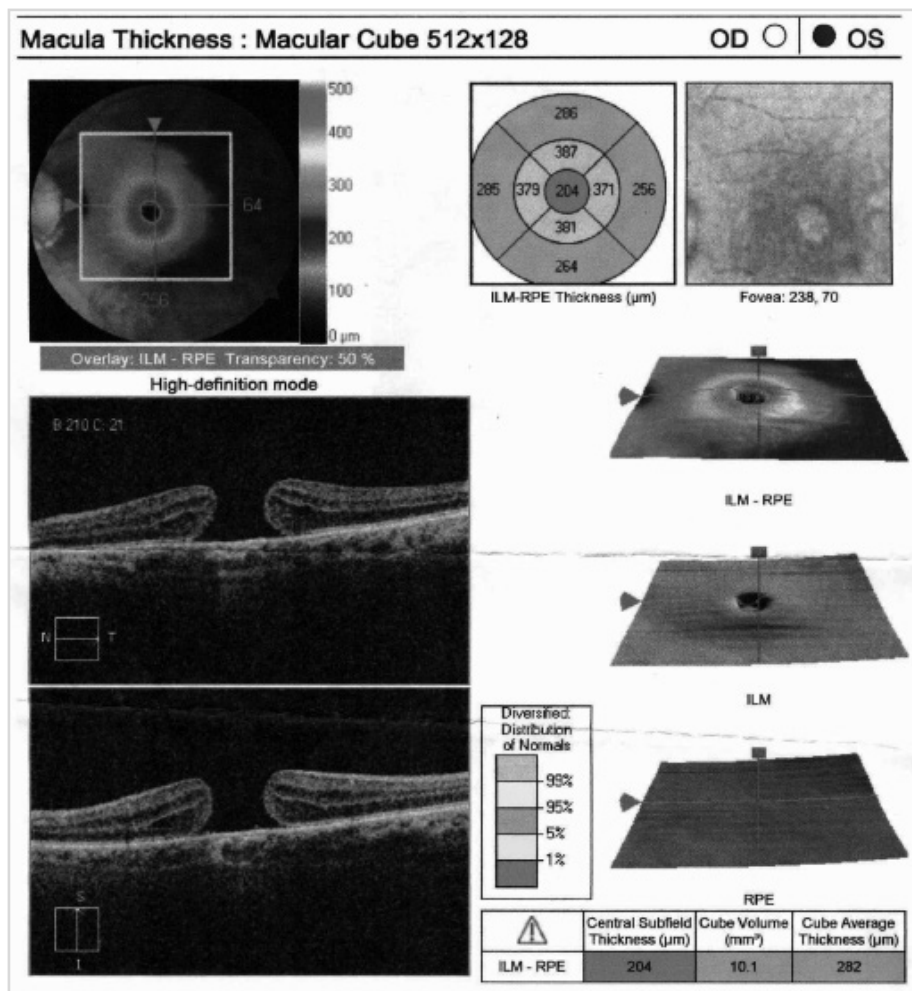 Macula Thickness : Macular Cube 512x128 OD OS
500
400
300
200
100
0 µm
64
256
Overlay: ILM - RPE Transparency: 50 %
286
387
285 379 204 371 256
381
264
ILM-RPE Thickness (µm)
Fovea: 238, 70
High-definition mode
B 210 C: 21
N T
S
I
ILM - RPE
ILM
RPE
Diversified:
Distribution
of Normals
99%
95%
5%
1%
Central Subfield Thickness (µm) Cube Volume (mm³) Cube Average Thickness (µm)
ILM - RPE 204 10.1 282